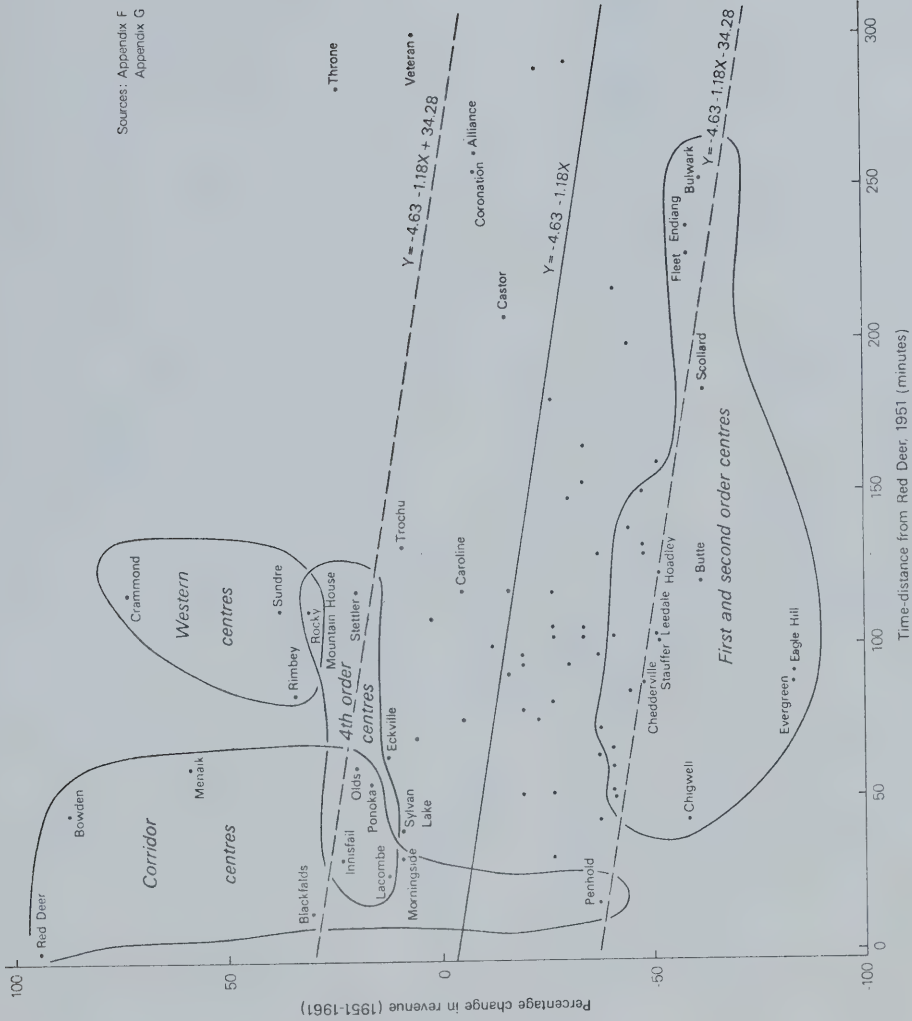 Sources: Appendix F
Appendix G
Percentage change in revenue (1951-1961)
100
50
0
-50
-100
Time-distance from Red Deer, 1951 (minutes)
0
50
100
150
200
250
300
Red Deer
Bowden
Menaik
Corridor
centres
Blackfalds
Innisfail
Lacombe
Morningside
Olds
Ponoka
Sylvan
Lake
Eckville
Penhold
4th order
centres
Crammond
Western
centres
Sundre
Rimbey
Rocky
Mountain House
Stettler
Trochu
Caroline
Castor
Coronation
Alliance
Throne
Veteran
Y= -4.63 -1.18X + 34.28
Y= -4.63 -1.18X
Y= -4.63 -1.18X -34.28
Fleet
Endiang
Bulwark
Scollard
First and second order centres
Chedderville
Stauffer
Leedale
Hoadley
Butte
Chigwell
Evergreen
Eagle Hill